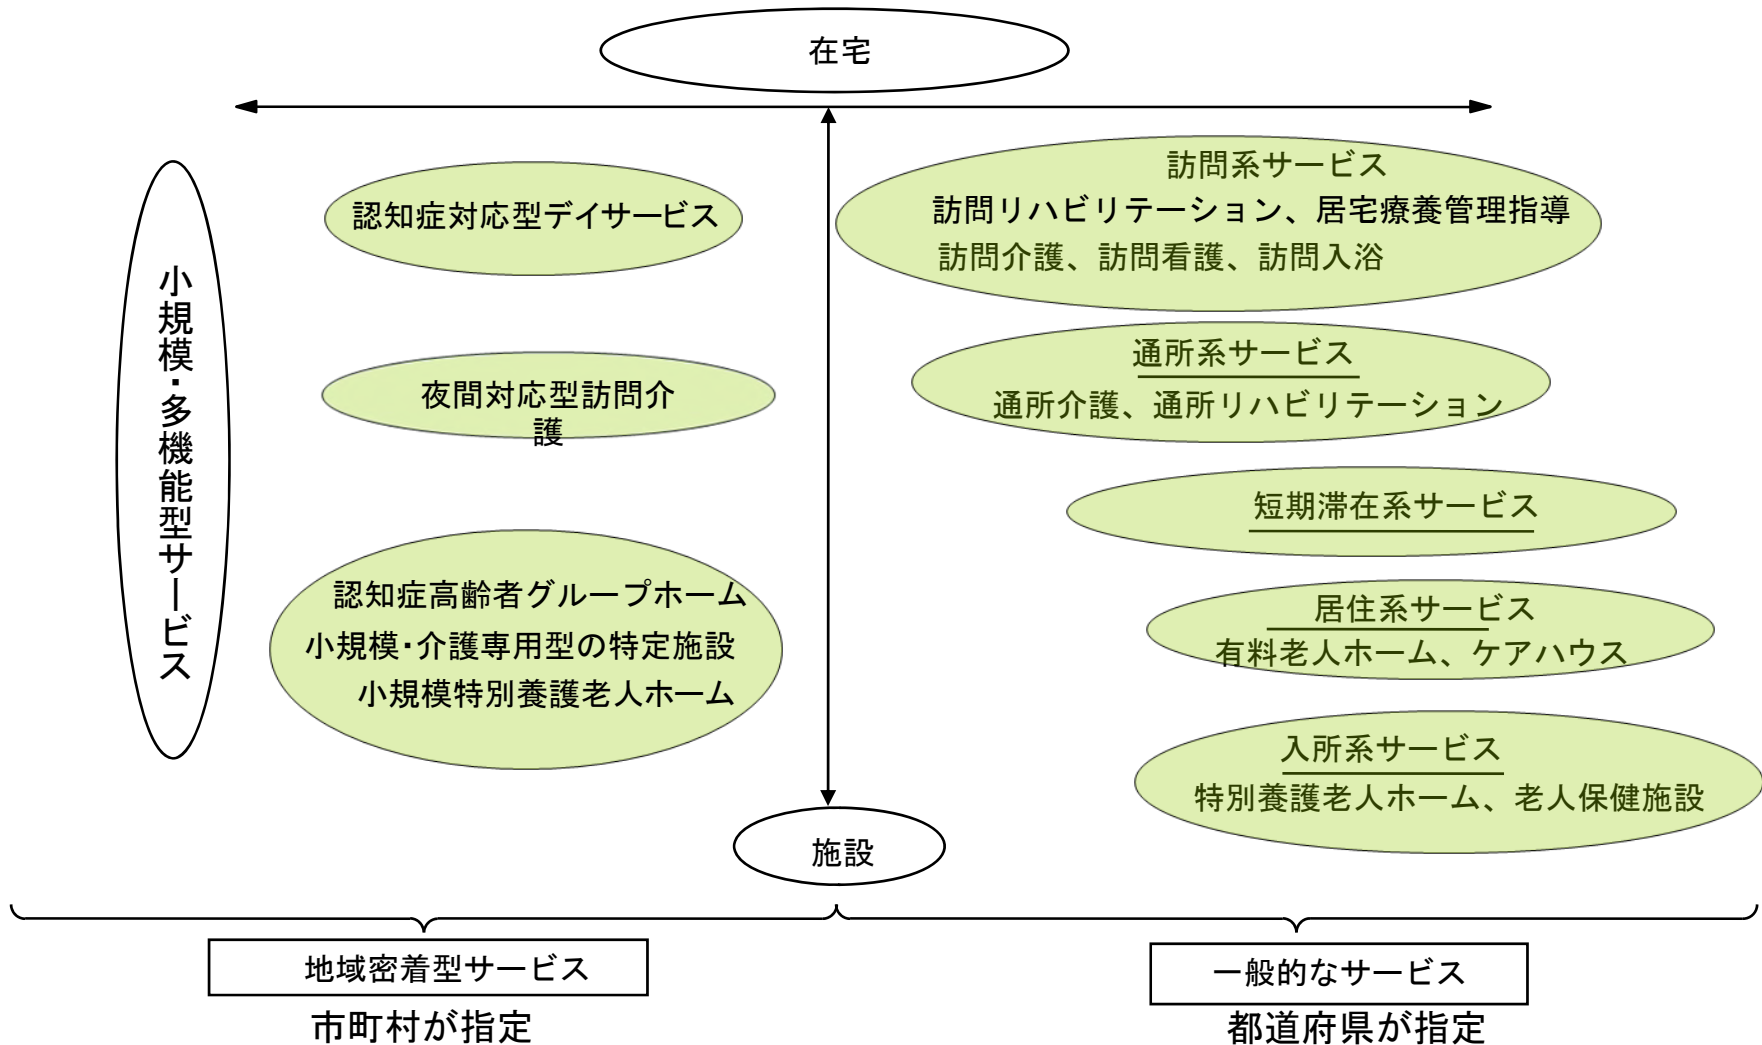 在宅
小規模・多機能型サービス
認知症対応型デイサービス
夜間対応型訪問介
護
認知症高齢者グループホーム
小規模・介護専用型の特定施設
小規模特別養護老人ホーム
訪問系サービス
訪問リハビリテーション、居宅療養管理指導
訪問介護、訪問看護、訪問入浴
通所系サービス
通所介護、通所リハビリテーション
短期滞在系サービス
居住系サービス
有料老人ホーム、ケアハウス
入所系サービス
特別養護老人ホーム、老人保健施設
施設
地域密着型サービス
市町村が指定
一般的なサービス
都道府県が指定